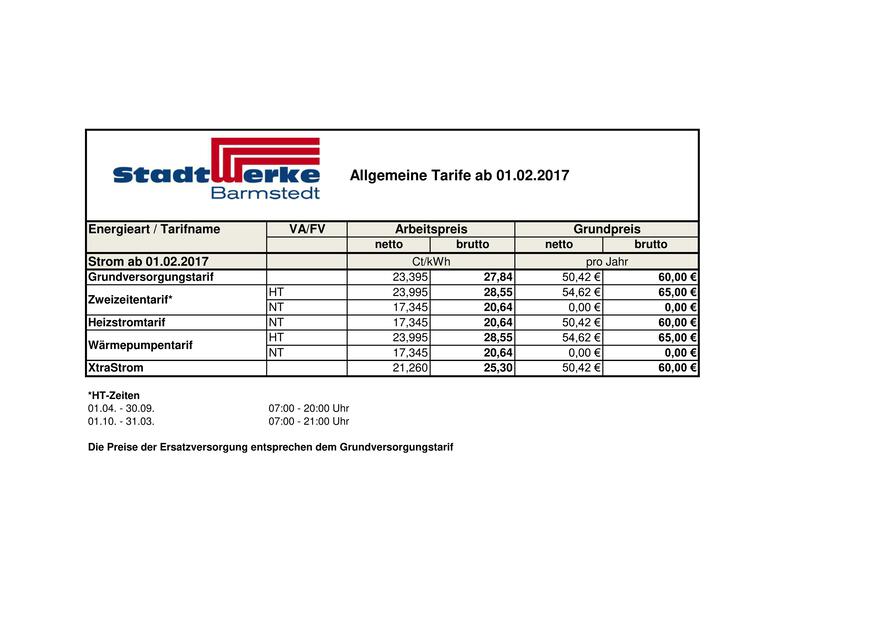 StadtWerke
Barmstedt
Allgemeine Tarife ab 01.02.2017
Energieart / Tarifname VA/FV Arbeitspreis Grundpreis
netto brutto netto brutto
Strom ab 01.02.2017 Ct/kWh pro Jahr
Grundversorgungstarif 23,395 27,84 50,42 € 60,00 €
Zweizeitentarif* HT 23,995 28,55 54,62 € 65,00 €
NT 17,345 20,64 0,00 € 0,00 €
Heizstromtarif NT 17,345 20,64 50,42 € 60,00 €
Wärmepumpentarif HT 23,995 28,55 54,62 € 65,00 €
NT 17,345 20,64 0,00 € 0,00 €
XtraStrom 21,260 25,30 50,42 € 60,00 €
*HT-Zeiten
01.04. - 30.09. 07:00 - 20:00 Uhr
01.10. - 31.03. 07:00 - 21:00 Uhr
Die Preise der Ersatzversorgung entsprechen dem Grundversorgungstarif